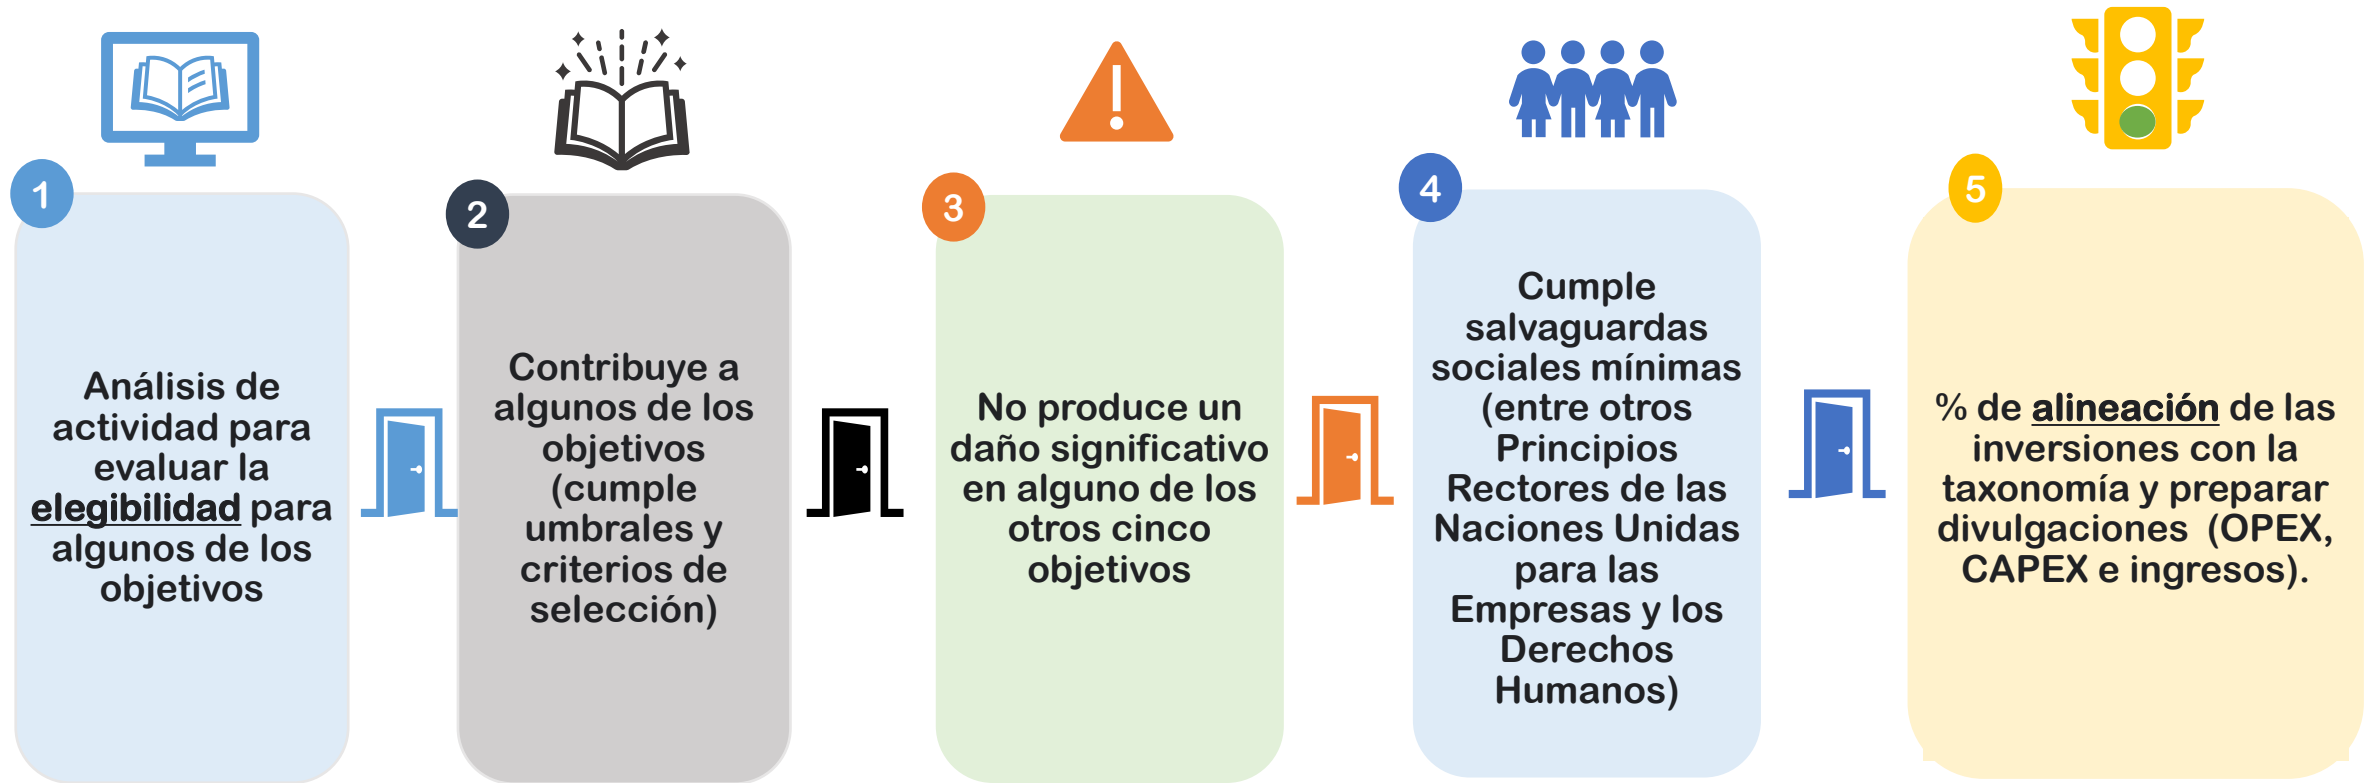 1
Análisis de
actividad para
evaluar la
elegibilidad para
algunos de los
objetivos
2
Contribuye a
algunos de los
objetivos
(cumple
umbrales y
criterios de
selección)
3
No produce un
daño significativo
en alguno de los
otros cinco
objetivos
4
Cumple
salvaguardas
sociales mínimas
(entre otros
Principios
Rectores de las
Naciones Unidas
para las
Empresas y los
Derechos
Humanos)
5
% de alineación de las
inversiones con la
taxonomía y preparar
divulgaciones (OPEX,
CAPEX e ingresos).